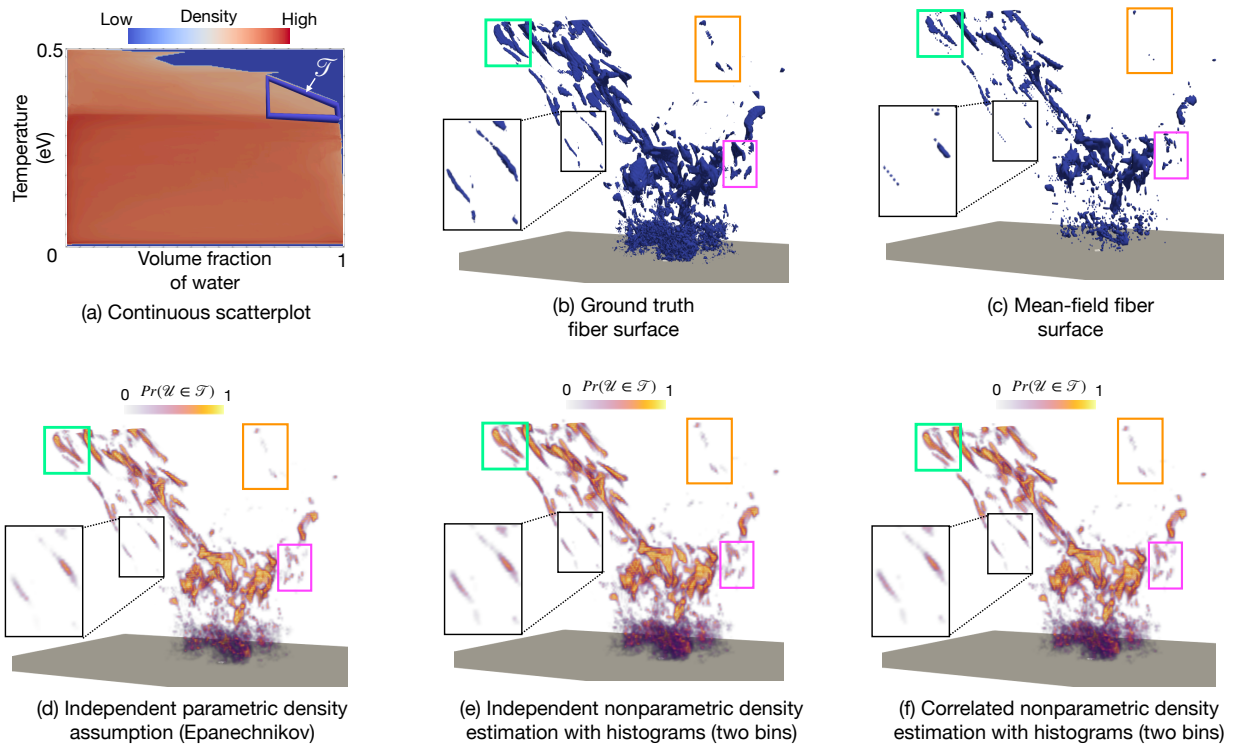 Low Density High
0.5
𝒯
Temperature
(eV)
0
Volume fraction
of water
1
(a) Continuous scatterplot
(b) Ground truth
fiber surface
(c) Mean-field fiber
surface
0 Pr(𝒰 ∈ 𝒯) 1
(d) Independent parametric density
assumption (Epanechnikov)
0 Pr(𝒰 ∈ 𝒯) 1
(e) Independent nonparametric density
estimation with histograms (two bins)
0 Pr(𝒰 ∈ 𝒯) 1
(f) Correlated nonparametric density
estimation with histograms (two bins)